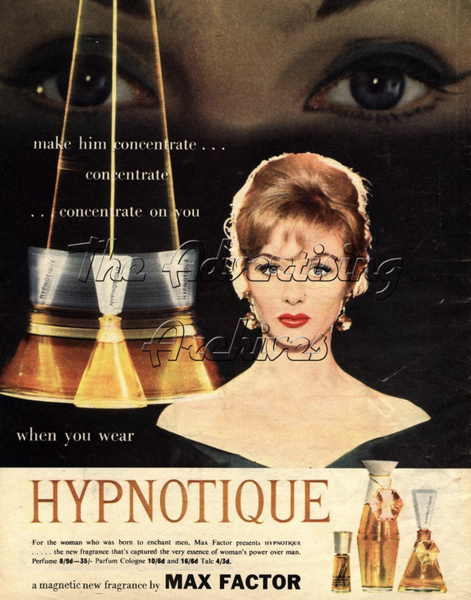 make him concentrate . . .
concentrate
. . . concentrate on you
HYPNOTIQUE
HYPNOTIQUE
HYPNOTIQUE
The Advertising
Archives
when you wear
HYPNOTIQUE
For the woman who was born to enchant men, Max Factor presents HYPNOTIQUE
. . . . . the new fragrance that's captured the very essence of woman's power over man.
Perfume 8/9d—35/- Parfum Cologne 10/6d and 16/6d Talc 4/3d.
a magnetic new fragrance by MAX FACTOR